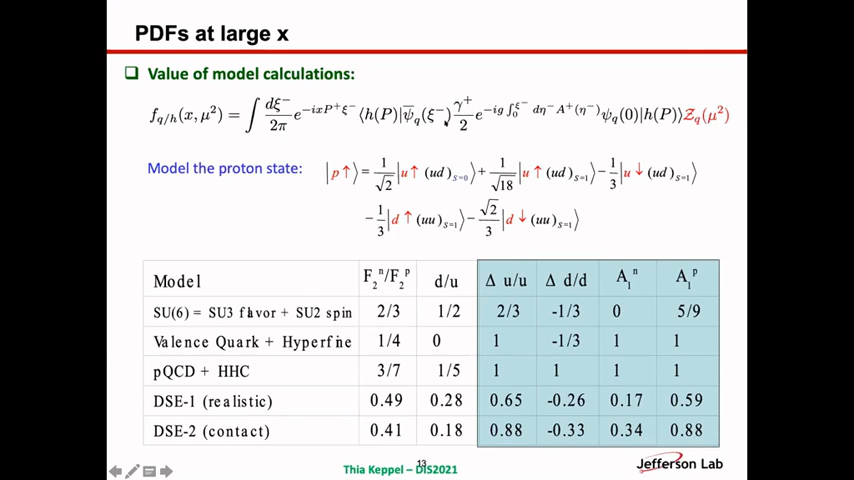 PDFs at large x
❑ Value of model calculations:
f_{q/h}(x, μ²) = ∫ dξ⁻/2π e^{-ixP⁺ξ⁻} ⟨h(P)|ψ̄_q(ξ⁻) γ⁺/2 e^{-ig ∫₀^{ξ⁻} dη⁻ A⁺(η⁻)} ψ_q(0)|h(P)⟩ Z_q(μ²)
Model the proton state: |p↑⟩ = 1/√2 |u↑ (ud)_{S=0}⟩ + 1/√18 |u↑ (ud)_{S=1}⟩ − 1/3 |u↓ (ud)_{S=1}⟩
− 1/3 |d↑ (uu)_{S=1}⟩ − √2/3 |d↓ (uu)_{S=1}⟩
Model F₂ⁿ/F₂ᵖ d/u Δ u/u Δ d/d A₁ⁿ A₁ᵖ
SU(6) = SU3 flavor + SU2 spin 2/3 1/2 2/3 -1/3 0 5/9
Valence Quark + Hyperfine 1/4 0 1 -1/3 1 1
pQCD + HHC 3/7 1/5 1 1 1 1
DSE-1 (realistic) 0.49 0.28 0.65 -0.26 0.17 0.59
DSE-2 (contact) 0.41 0.18 0.88 -0.33 0.34 0.88
13
Thia Keppel – DIS2021
Jefferson Lab